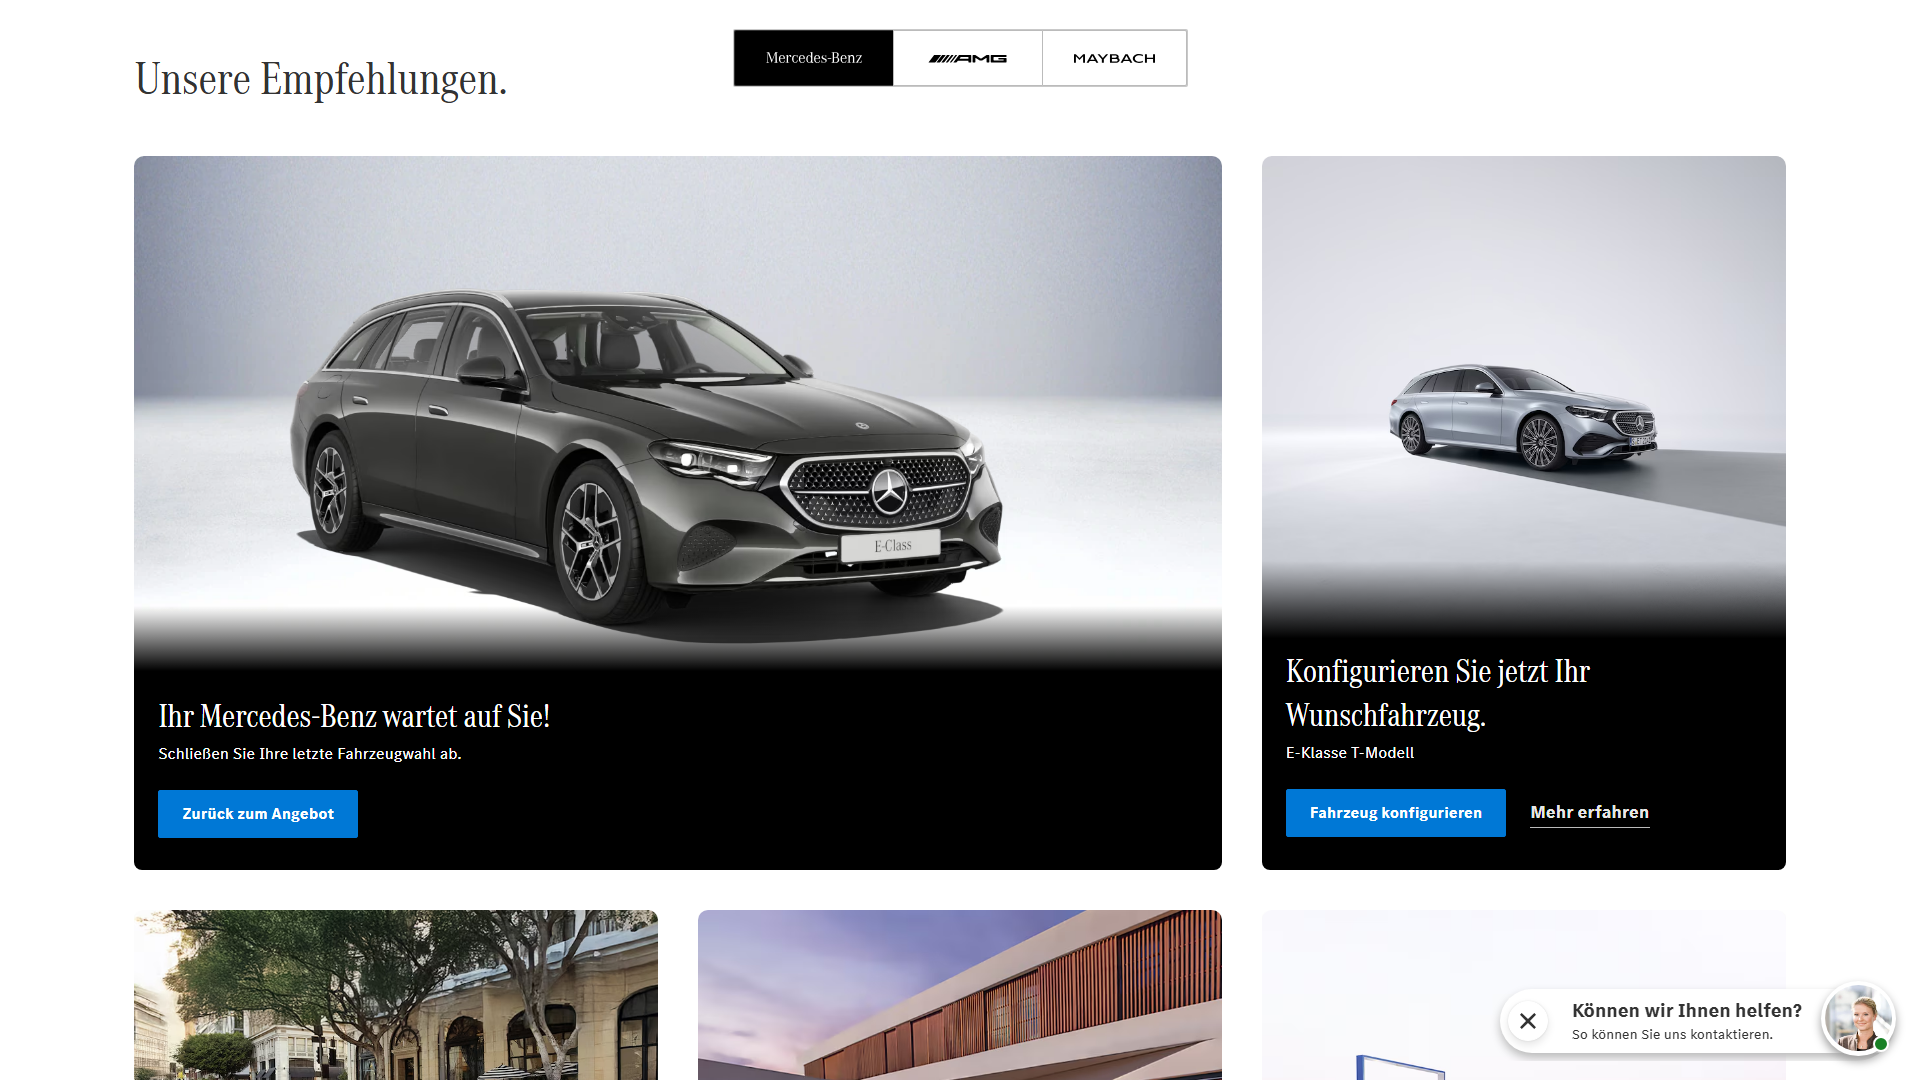 Mercedes-Benz
AMG
MAYBACH
Unsere Empfehlungen.
E-Class
Ihr Mercedes-Benz wartet auf Sie!
Schließen Sie Ihre letzte Fahrzeugwahl ab.
Zurück zum Angebot
Konfigurieren Sie jetzt Ihr
Wunschfahrzeug.
E-Klasse T-Modell
Fahrzeug konfigurieren
Mehr erfahren
Können wir Ihnen helfen?
So können Sie uns kontaktieren.